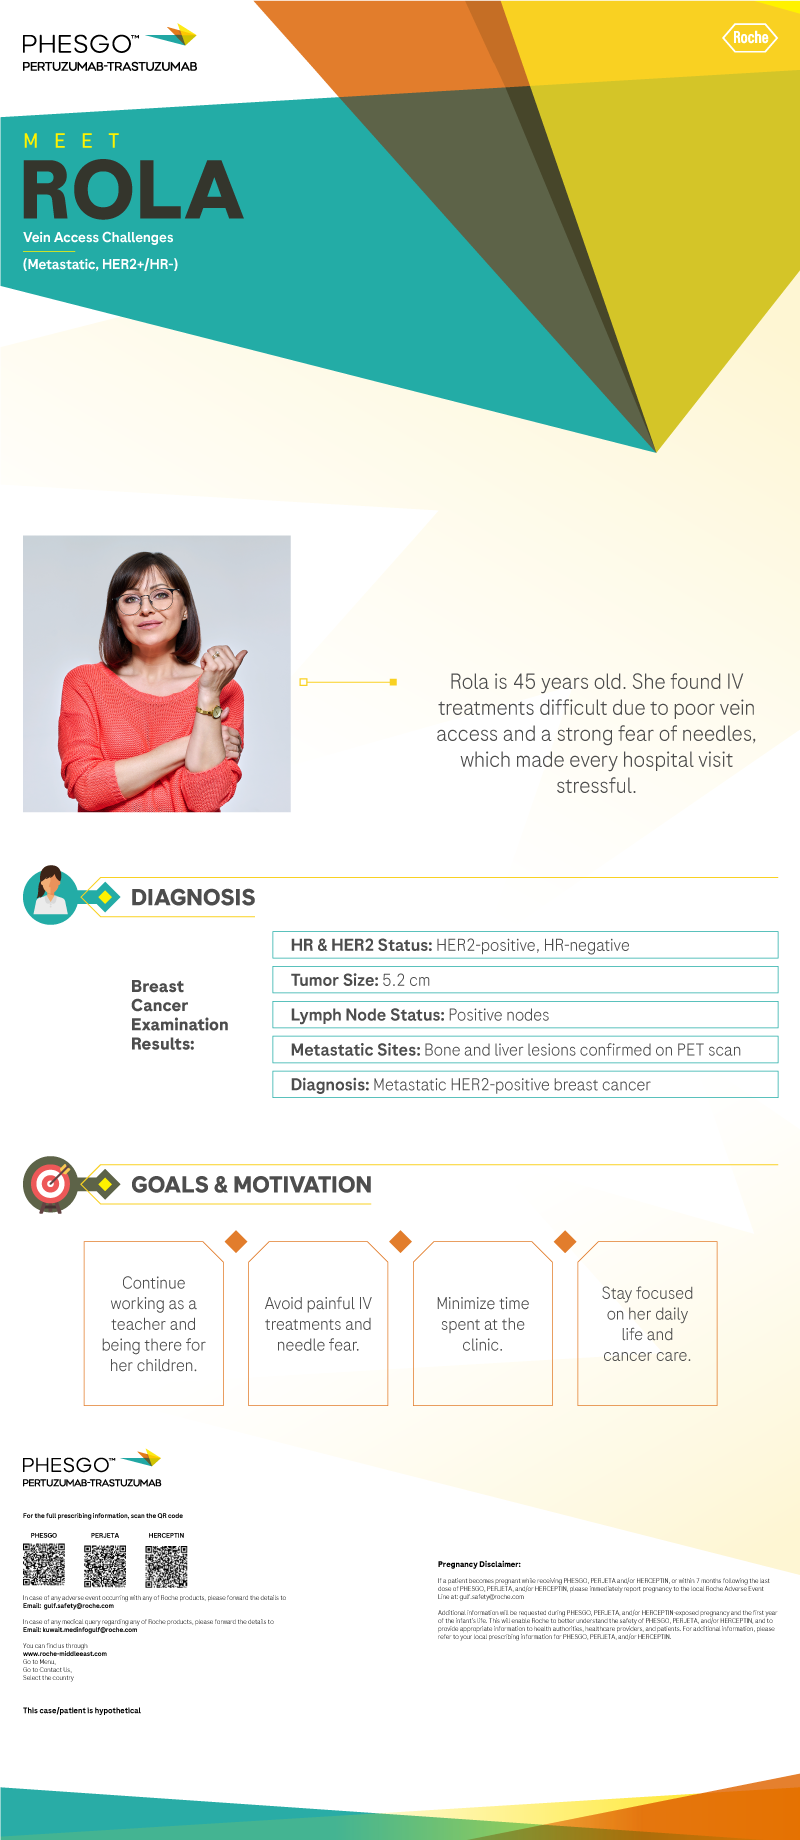 PHESGO™
PERTUZUMAB-TRASTUZUMAB
Roche
MEET
ROLA
Vein Access Challenges
(Metastatic, HER2+/HR-)
Rola is 45 years old. She found IV
treatments difficult due to poor vein
access and a strong fear of needles,
which made every hospital visit
stressful.
DIAGNOSIS
Breast
Cancer
Examination
Results:
HR & HER2 Status: HER2-positive, HR-negative
Tumor Size: 5.2 cm
Lymph Node Status: Positive nodes
Metastatic Sites: Bone and liver lesions confirmed on PET scan
Diagnosis: Metastatic HER2-positive breast cancer
GOALS & MOTIVATION
Continue
working as a
teacher and
being there for
her children.
Avoid painful IV
treatments and
needle fear.
Minimize time
spent at the
clinic.
Stay focused
on her daily
life and
cancer care.
PHESGO™
PERTUZUMAB-TRASTUZUMAB
For the full prescribing information, scan the QR code
PHESGO PERJETA HERCEPTIN
In case of any adverse event occurring with any of Roche products, please forward the details to
Email: gulf.safety@roche.com
In case of any medical query regarding any of Roche products, please forward the details to
Email: kuwait.medinfogulf@roche.com
You can find us through
www.roche-middleeast.com
Go to Menu,
Go to Contact Us,
Select the country
This case/patient is hypothetical
Pregnancy Disclaimer:
If a patient becomes pregnant while receiving PHESGO, PERJETA and/or HERCEPTIN, or within 7 months following the last
dose of PHESGO, PERJETA, and/or HERCEPTIN, please immediately report pregnancy to the local Roche Adverse Event
Line at: gulf.safety@roche.com
Additional information will be requested during PHESGO, PERJETA, and/or HERCEPTIN-exposed pregnancy and the first year
of the infant's life. This will enable Roche to better understand the safety of PHESGO, PERJETA, and/or HERCEPTIN, and to
provide appropriate information to health authorities, healthcare providers, and patients. For additional information, please
refer to your local prescribing information for PHESGO, PERJETA, and/or HERCEPTIN.